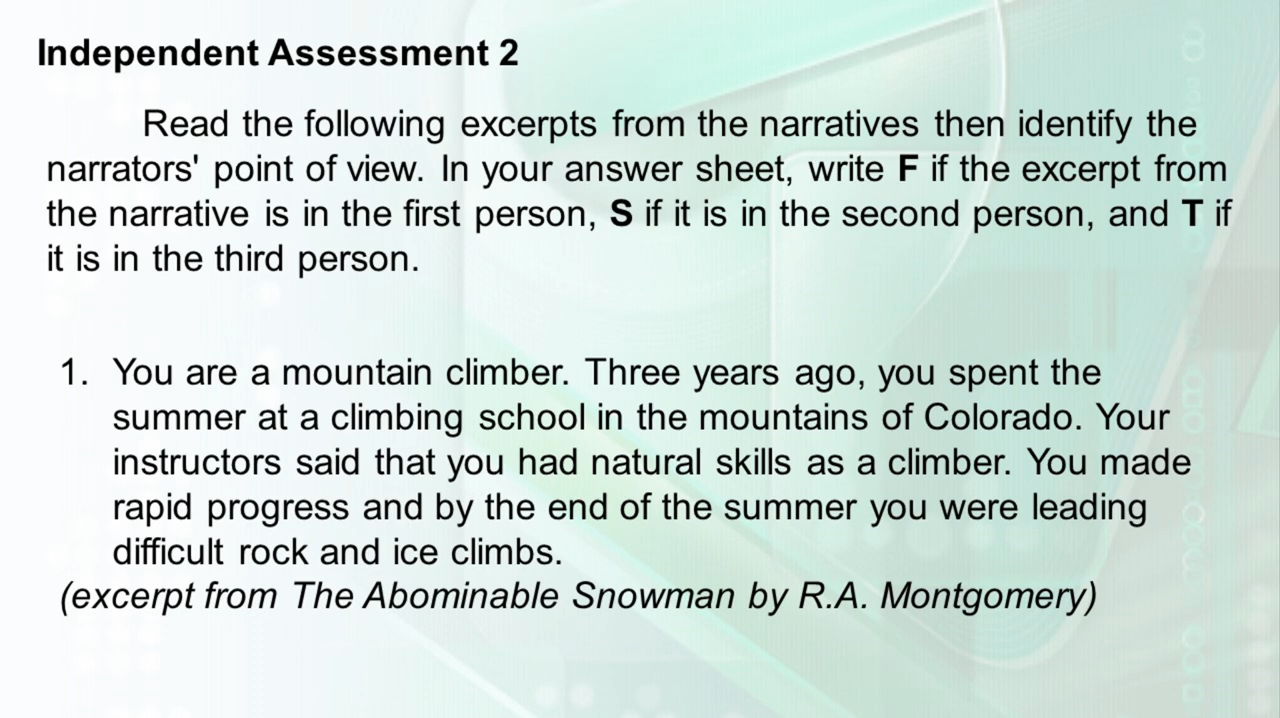 Independent Assessment 2
Read the following excerpts from the narratives then identify the
narrators' point of view. In your answer sheet, write F if the excerpt from
the narrative is in the first person, S if it is in the second person, and T if
it is in the third person.
1. You are a mountain climber. Three years ago, you spent the
summer at a climbing school in the mountains of Colorado. Your
instructors said that you had natural skills as a climber. You made
rapid progress and by the end of the summer you were leading
difficult rock and ice climbs.
(excerpt from The Abominable Snowman by R.A. Montgomery)